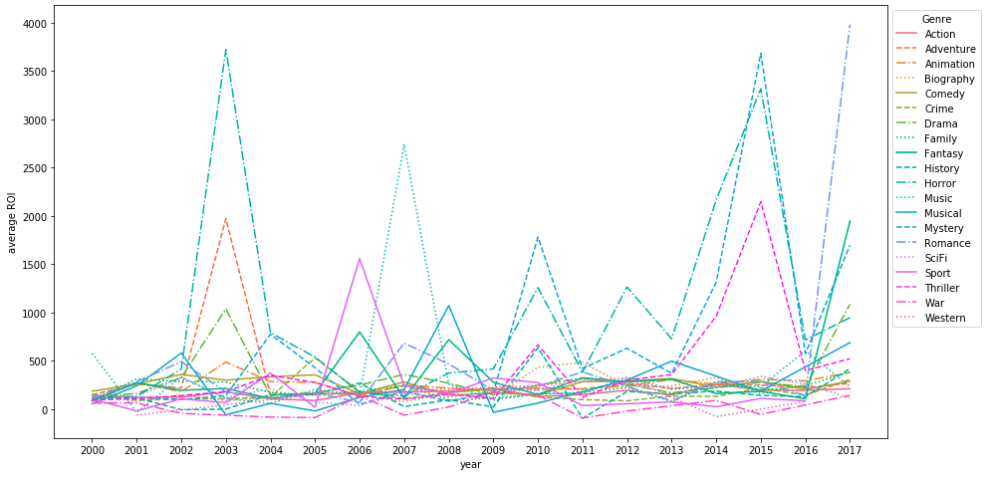 4000
3500
3000
2500
2000
1500
1000
500
0
average ROI
2000 2001 2002 2003 2004 2005 2006 2007 2008 2009 2010 2011 2012 2013 2014 2015 2016 2017
year
Genre
Action
Adventure
Animation
Biography
Comedy
Crime
Drama
Family
Fantasy
History
Horror
Music
Musical
Mystery
Romance
SciFi
Sport
Thriller
War
Western